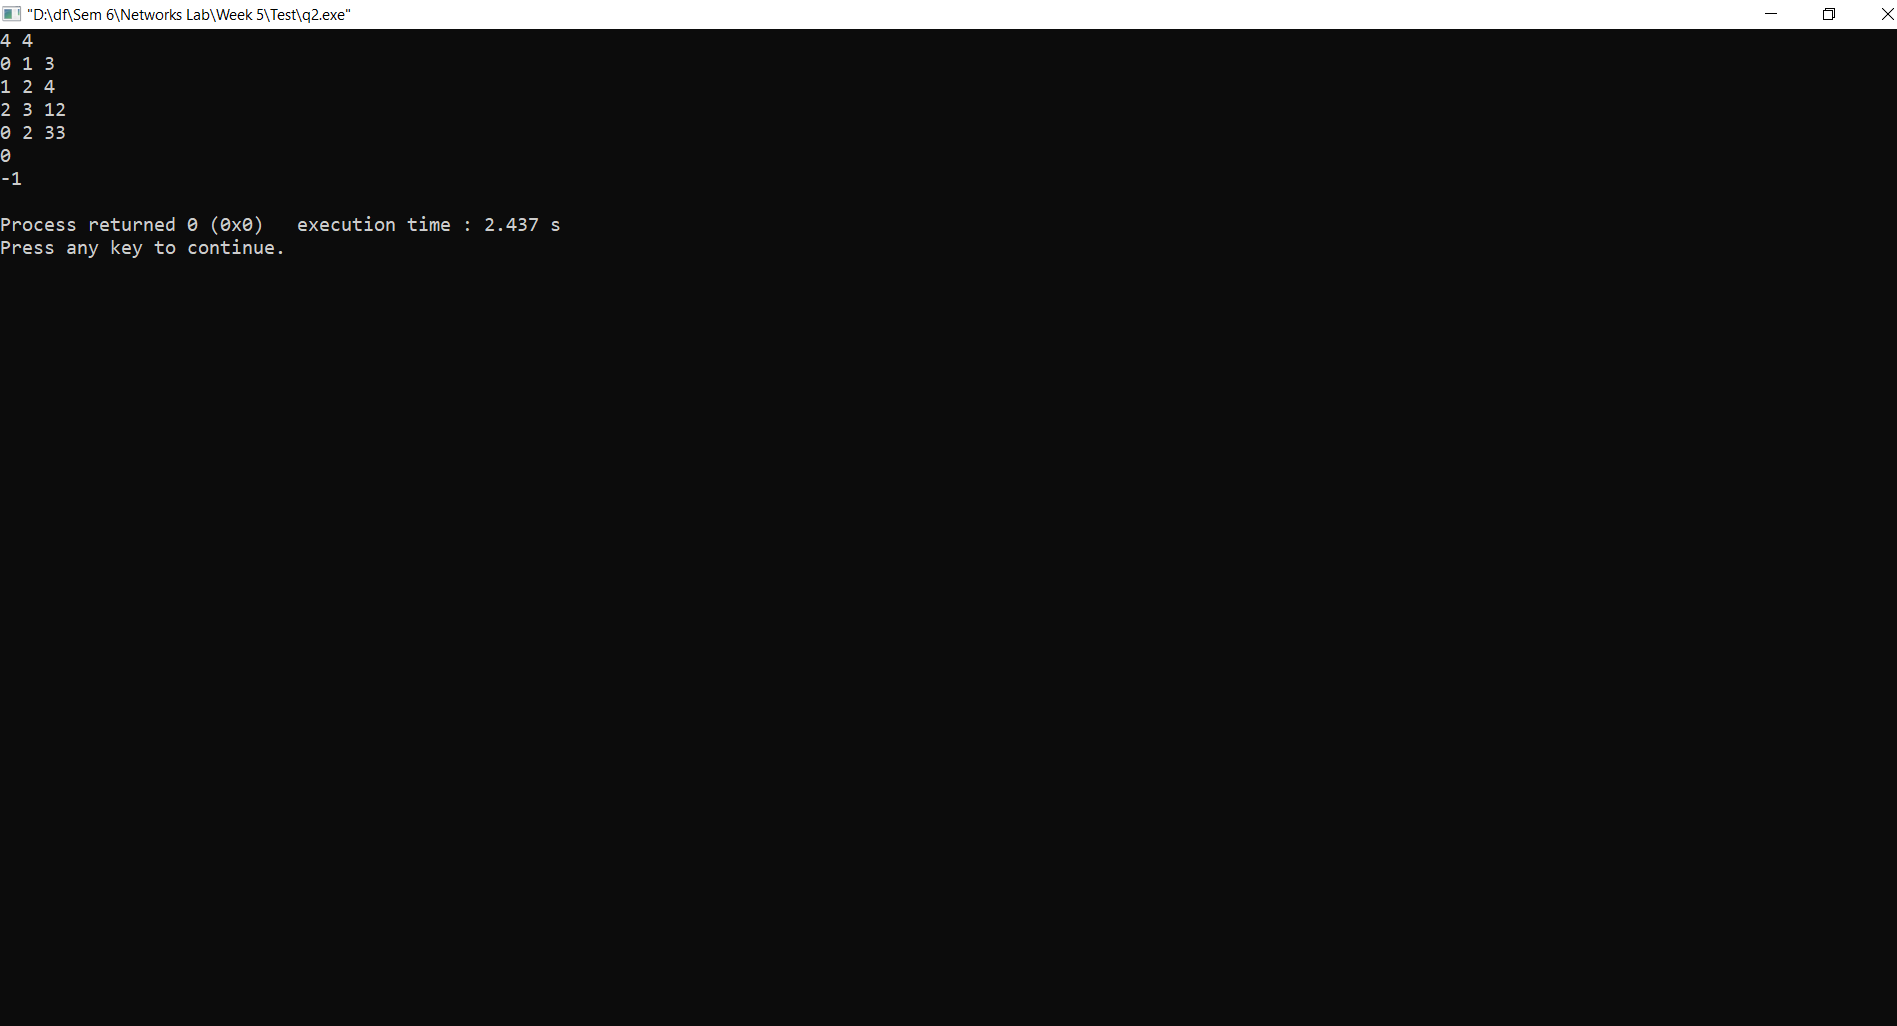 "D:\df\Sem 6\Networks Lab\Week 5\Test\q2.exe"
4 4
0 1 3
1 2 4
2 3 12
0 2 33
0
-1
Process returned 0 (0x0)   execution time : 2.437 s
Press any key to continue.